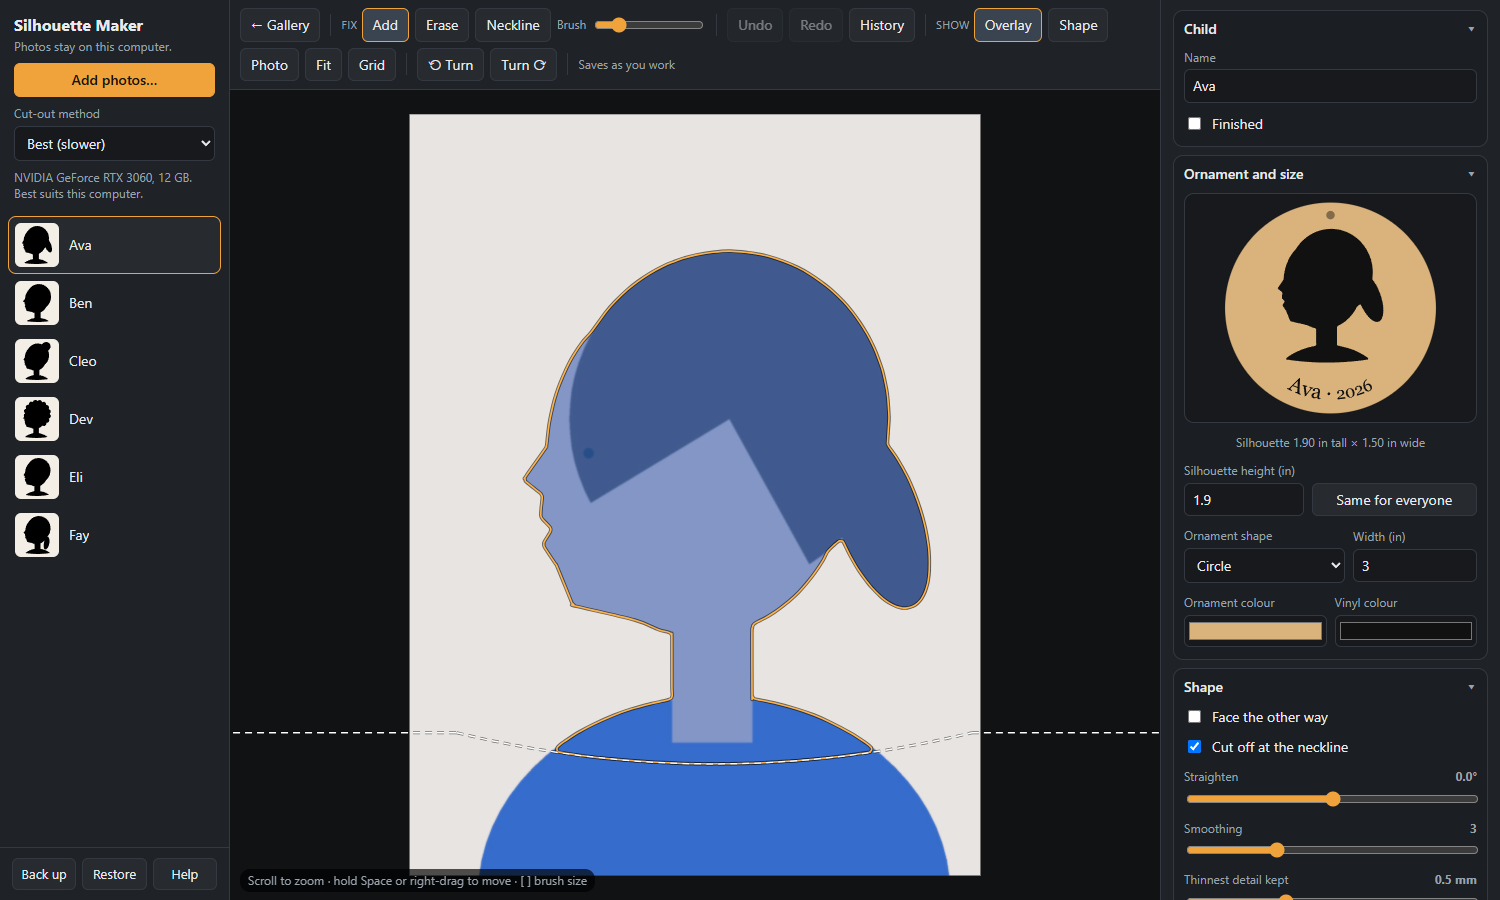 Silhouette Maker
Photos stay on this computer.
Add photos...
Cut-out method
Best (slower)
NVIDIA GeForce RTX 3060, 12 GB.
Best suits this computer.
Ava
Ben
Cleo
Dev
Eli
Fay
Back up
Restore
Help
← Gallery
FIX
Add
Erase
Neckline
Brush
Undo
Redo
History
SHOW
Overlay
Shape
Photo
Fit
Grid
⟲ Turn
Turn ⟳
Saves as you work
Scroll to zoom · hold Space or right-drag to move · [ ] brush size
Child
Name
Ava
Finished
Ornament and size
Ava · 2026
Silhouette 1.90 in tall × 1.50 in wide
Silhouette height (in)
1.9
Same for everyone
Ornament shape
Width (in)
Circle
3
Ornament colour
Vinyl colour
Shape
Face the other way
Cut off at the neckline
Straighten
0.0°
Smoothing
3
Thinnest detail kept
0.5 mm